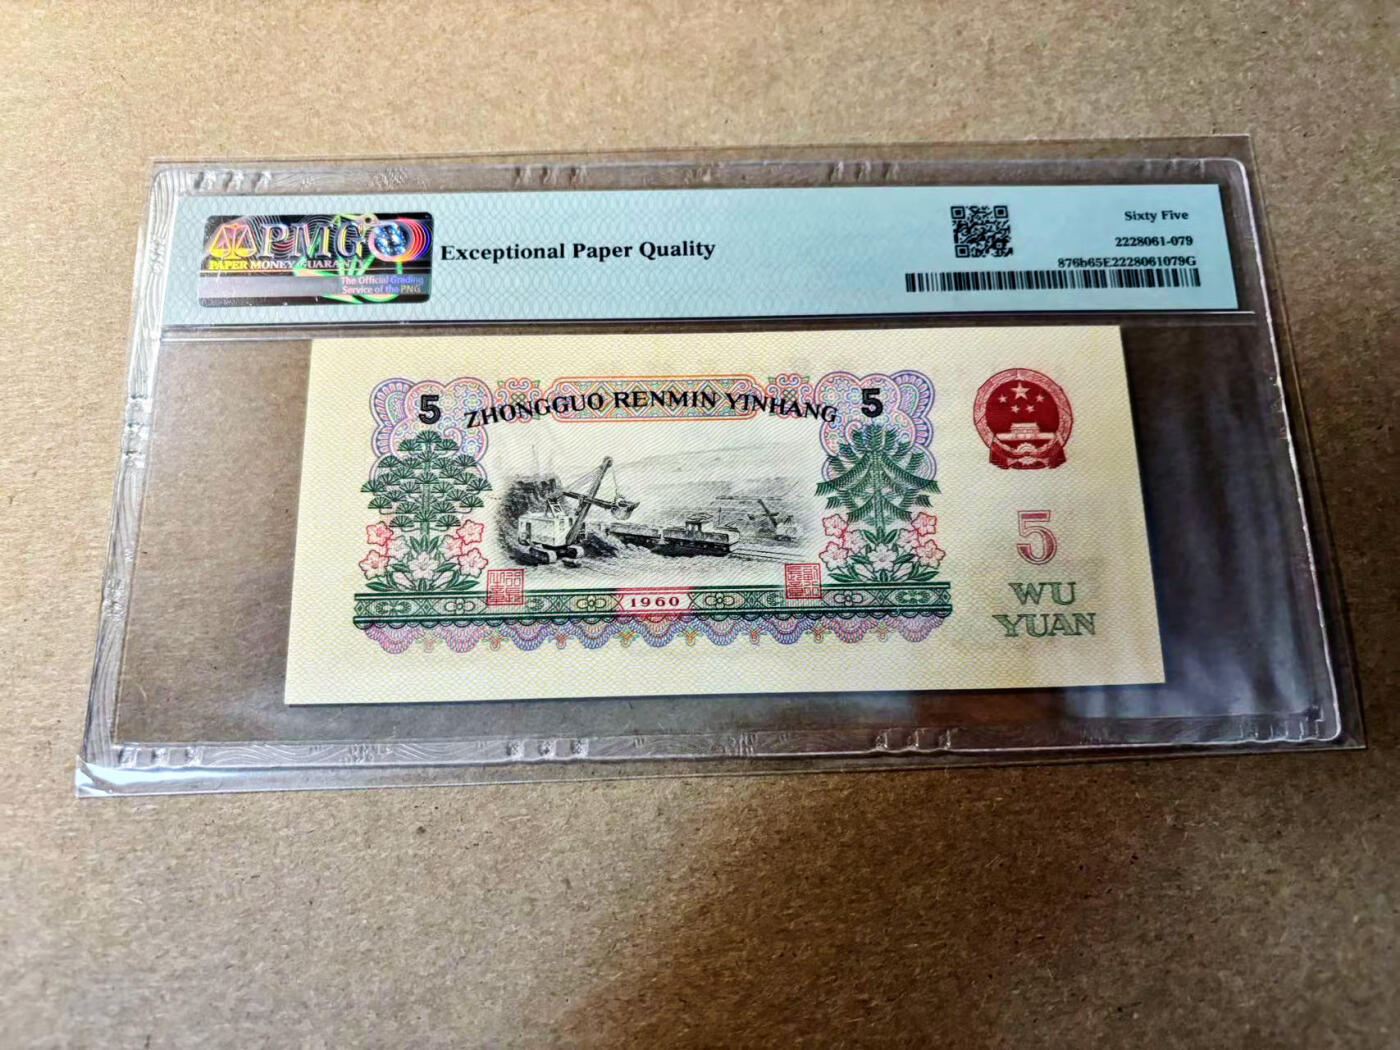 PMG
PAPER MONEY GUARANTY
The Official Grading
Service of the PNG
Exceptional Paper Quality
Sixty Five
2228061-079
876b65E2228061079G
5 ZHONGGUO RENMIN YINHANG 5
5
WU
YUAN
1960